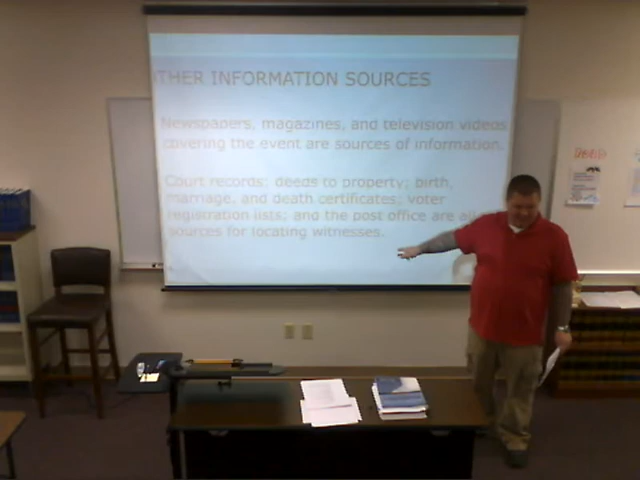 THER INFORMATION SOURCES
Newspapers, magazines, and television videos
covering the event are sources of information.
Court records; deeds to property; birth,
marriage, and death certificates; voter
registration lists; and the post office are all
sources for locating witnesses.